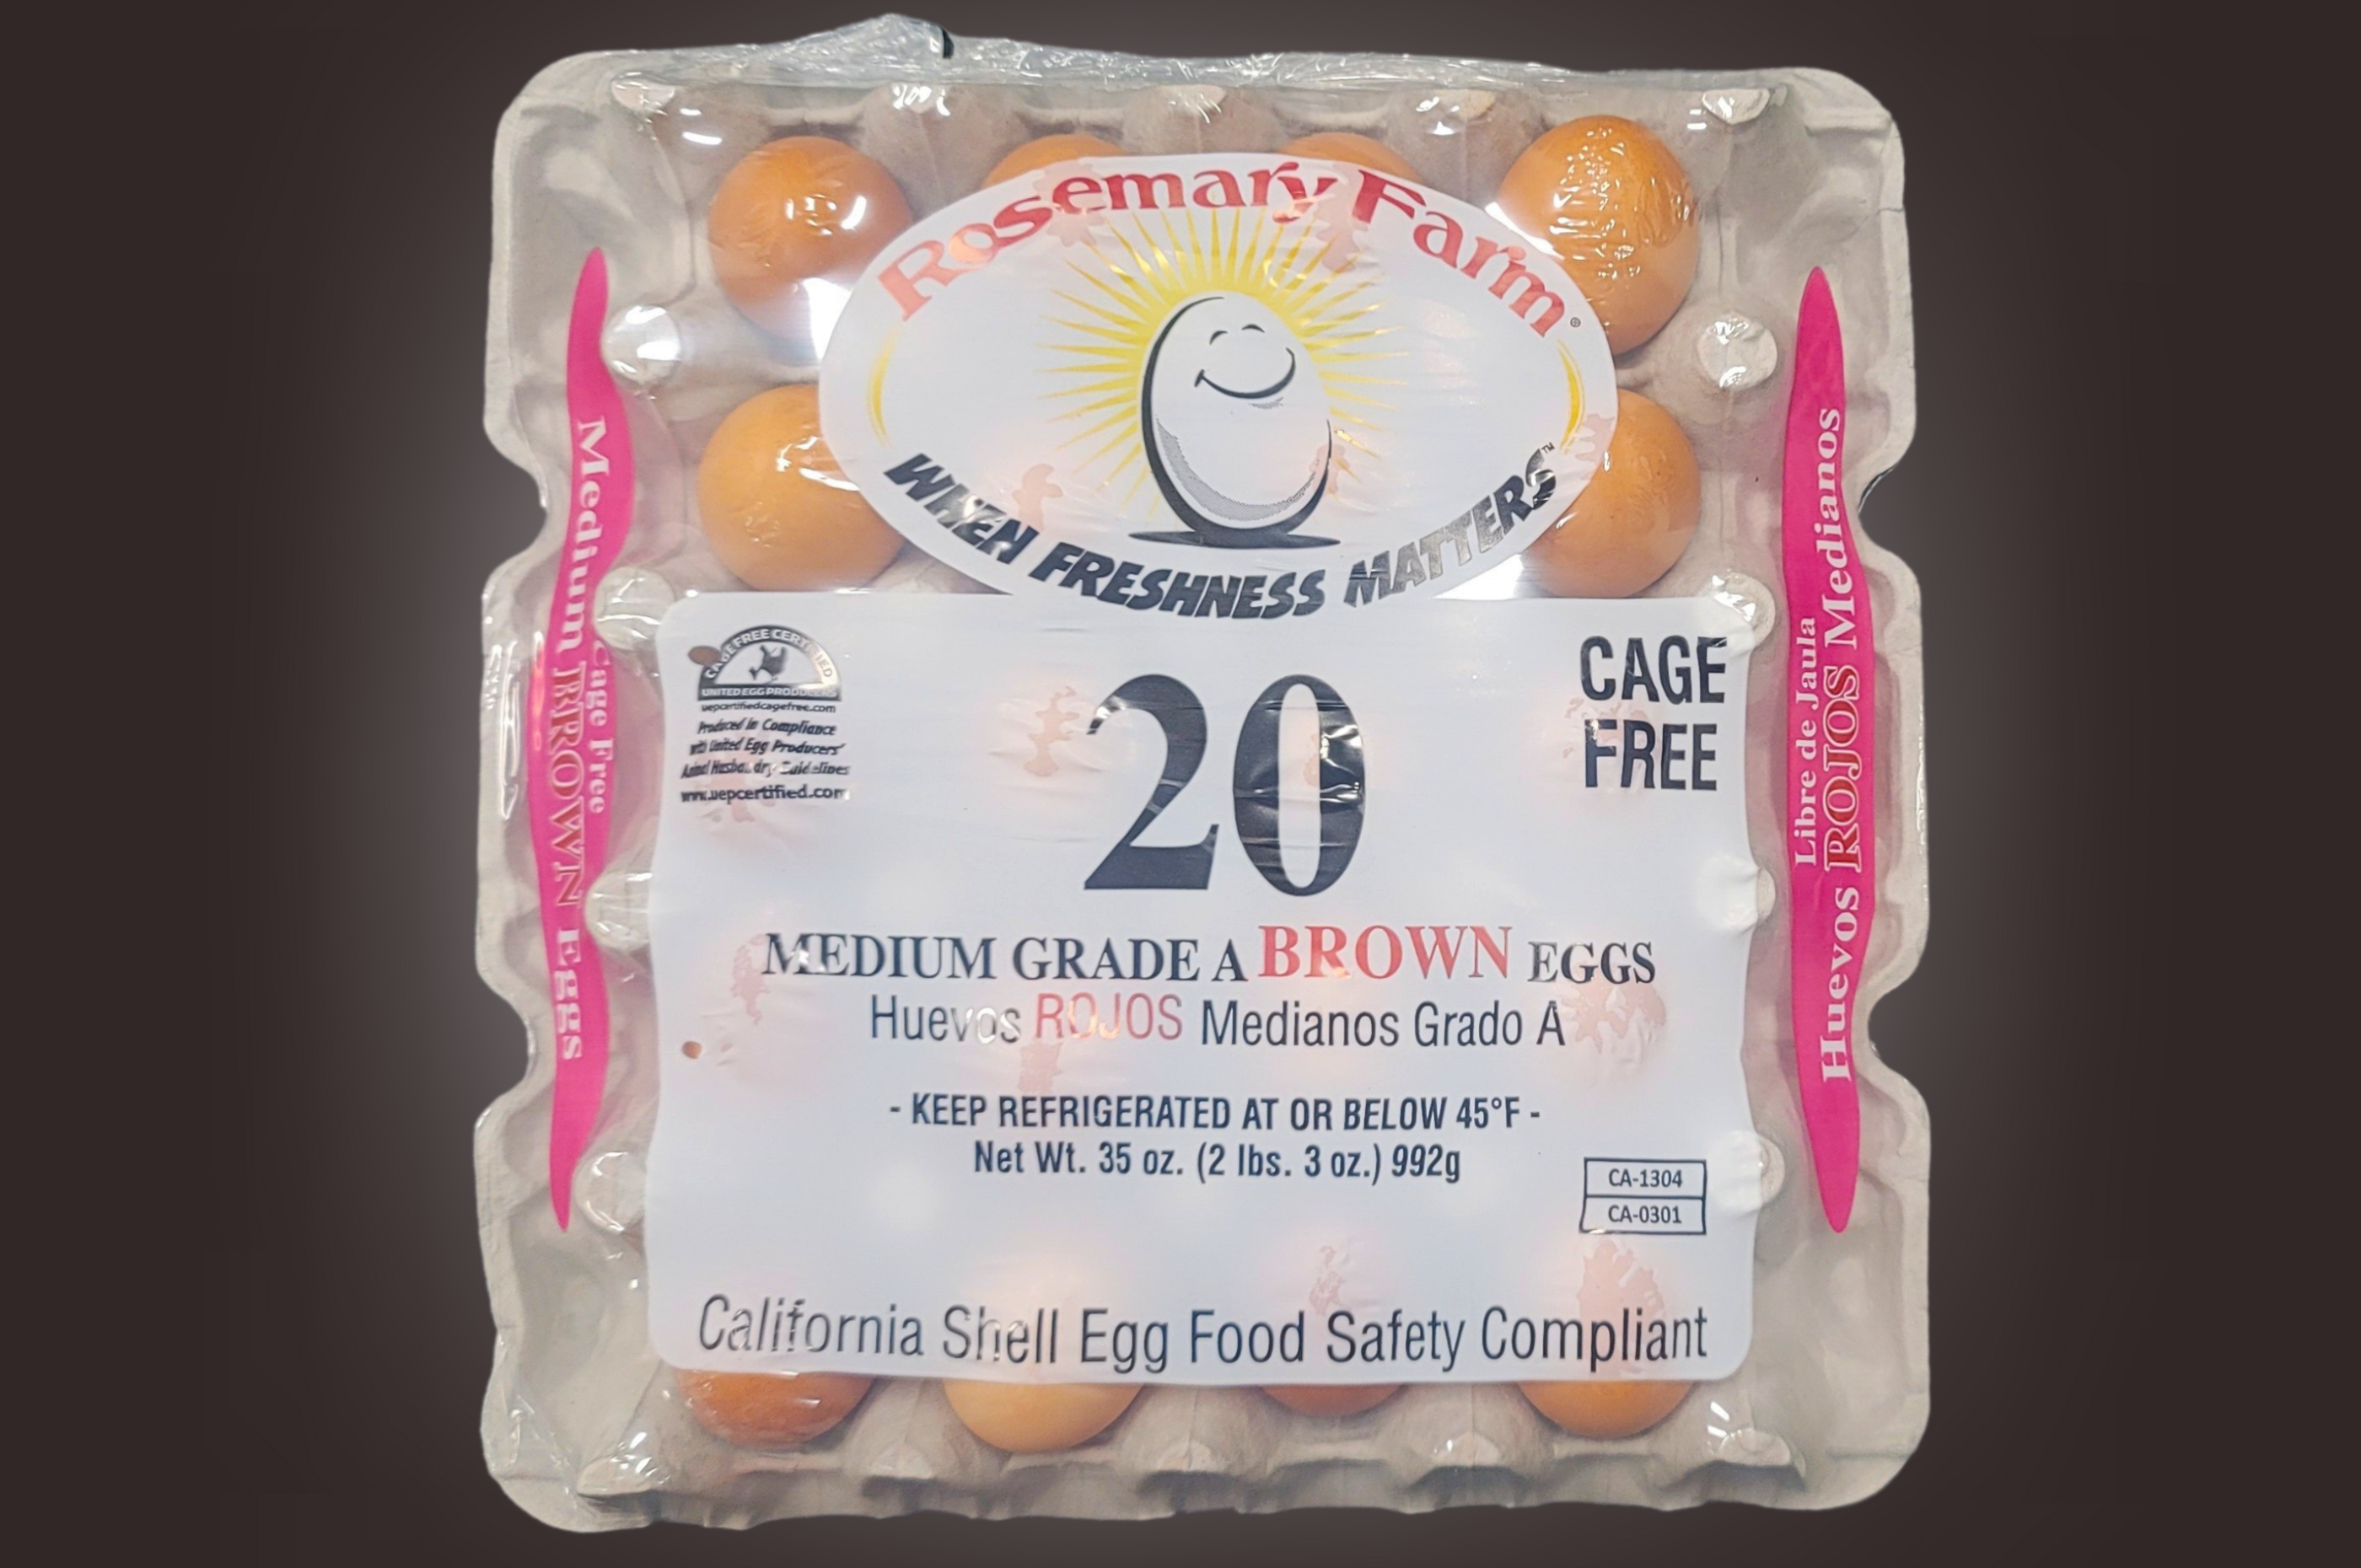 Rosemary Farm®
WHEN FRESHNESS MATTERS™
CAGE FREE CERTIFIED
UNITED EGG PRODUCERS
uepcertifiedcagefree.com
Produced in Compliance
with United Egg Producers'
Animal Husbandry Guidelines
www.uepcertified.com
20
CAGE
FREE
MEDIUM GRADE A BROWN EGGS
Huevos ROJOS Medianos Grado A
- KEEP REFRIGERATED AT OR BELOW 45°F -
Net Wt. 35 oz. (2 lbs. 3 oz.) 992g
CA-1304
CA-0301
California Shell Egg Food Safety Compliant
Cage Free
Medium BROWN Eggs
Libre de Jaula
Huevos ROJOS Medianos